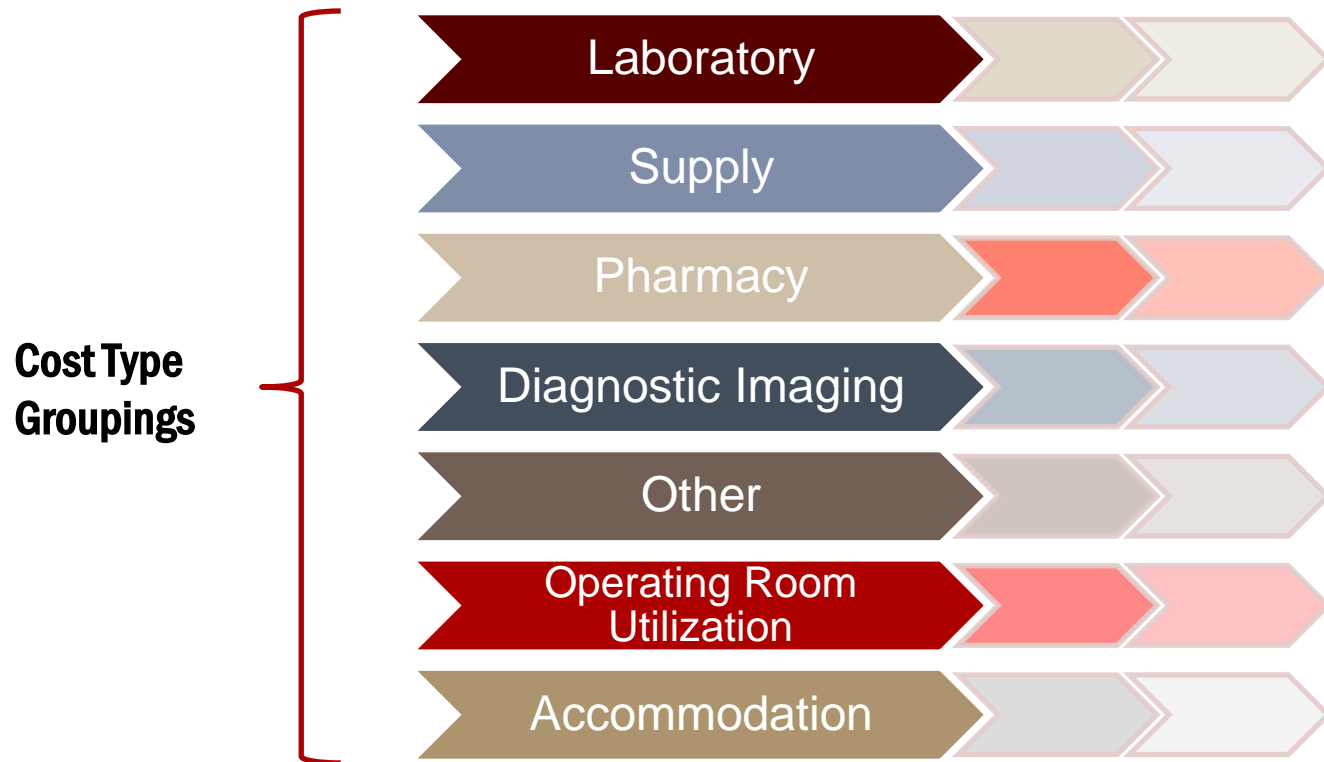 Cost Type
Groupings
Laboratory
Supply
Pharmacy
Diagnostic Imaging
Other
Operating Room
Utilization
Accommodation